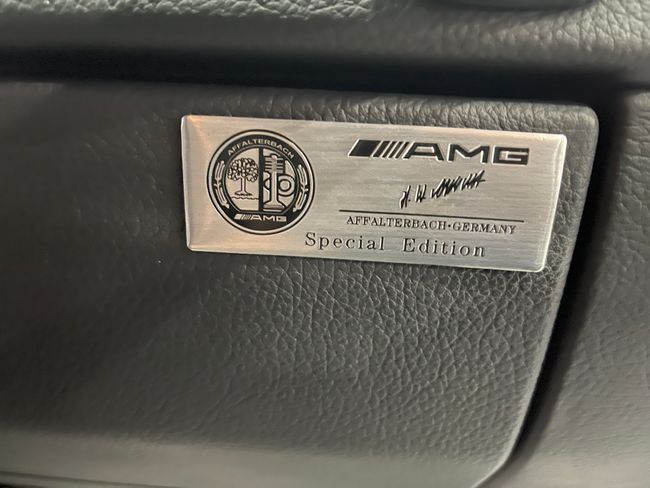 AFFALTERBACH
AMG
AMG
AFFALTERBACH·GERMANY
Special Edition